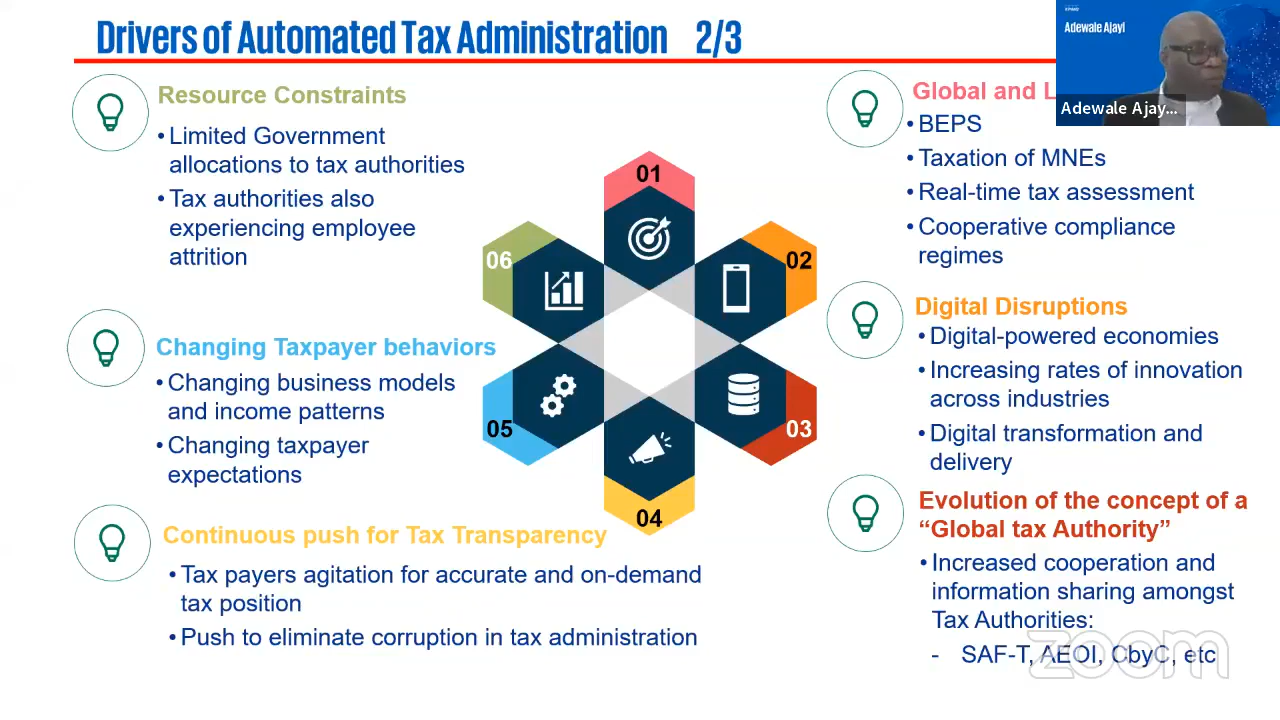 Drivers of Automated Tax Administration 2/3
Adewale Ajayi
Adewale Ajay...
Resource Constraints
• Limited Government
allocations to tax authorities
• Tax authorities also
experiencing employee
attrition
Changing Taxpayer behaviors
• Changing business models
and income patterns
• Changing taxpayer
expectations
Continuous push for Tax Transparency
• Tax payers agitation for accurate and on-demand
tax position
• Push to eliminate corruption in tax administration
01
02
03
04
05
06
Global and
• BEPS
• Taxation of MNEs
• Real-time tax assessment
• Cooperative compliance
regimes
Digital Disruptions
• Digital-powered economies
• Increasing rates of innovation
across industries
• Digital transformation and
delivery
Evolution of the concept of a
“Global tax Authority”
• Increased cooperation and
information sharing amongst
Tax Authorities:
- SAF-T, AEOI, CbyC, etc
zoom